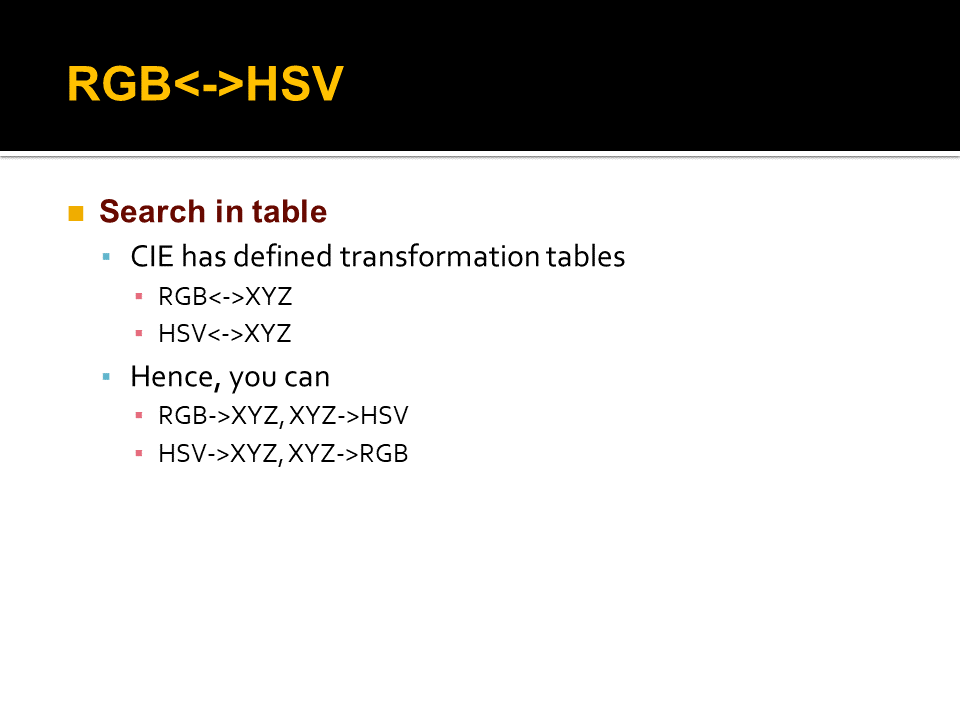 RGB<->HSV
Search in table
CIE has defined transformation tables
RGB<->XYZ
HSV<->XYZ
Hence, you can
RGB->XYZ, XYZ->HSV
HSV->XYZ, XYZ->RGB